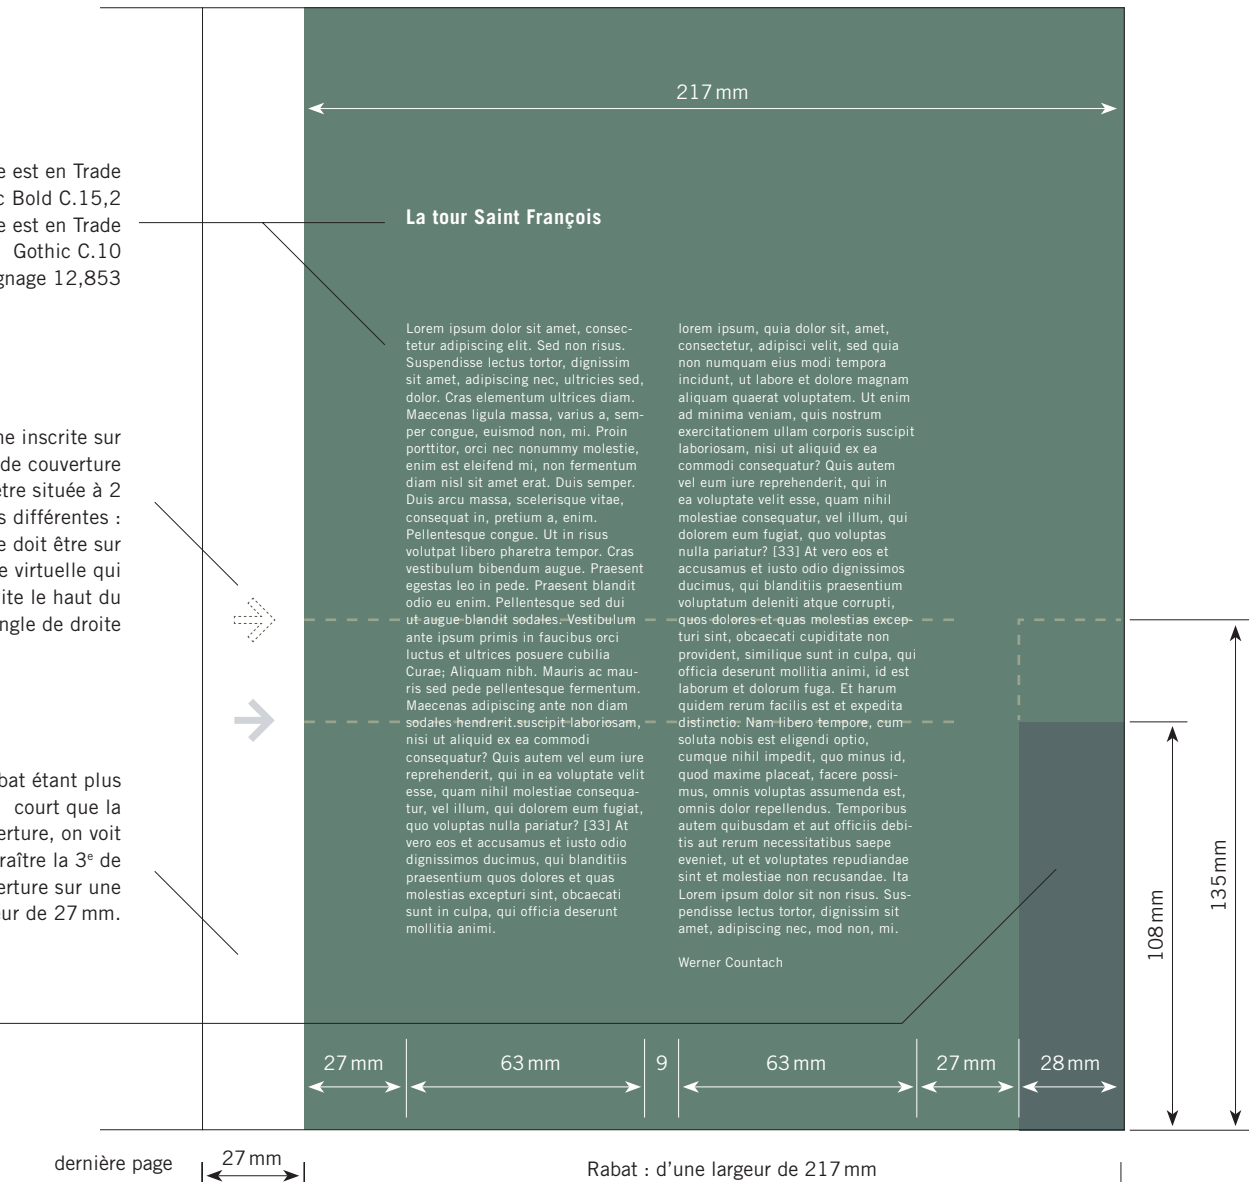 217 mm
e est en Trade
c Bold C.15,2
e est en Trade
Gothic C.10
gnage 12,853
La tour Saint François
ne inscrite sur
de couverture
être située à 2
s différentes :
e doit être sur
e virtuelle qui
ite le haut du
ngle de droite
bat étant plus
court que la
erture, on voit
raître la 3e de
erture sur une
eur de 27 mm.
Lorem ipsum dolor sit amet, consec-
tetur adipiscing elit. Sed non risus.
Suspendisse lectus tortor, dignissim
sit amet, adipiscing nec, ultricies sed,
dolor. Cras elementum ultrices diam.
Maecenas ligula massa, varius a, sem-
per congue, euismod non, mi. Proin
porttitor, orci nec nonummy molestie,
enim est eleifend mi, non fermentum
diam nisl sit amet erat. Duis semper.
Duis arcu massa, scelerisque vitae,
consequat in, pretium a, enim.
Pellentesque congue. Ut in risus
volutpat libero pharetra tempor. Cras
vestibulum bibendum augue. Praesent
egestas leo in pede. Praesent blandit
odio eu enim. Pellentesque sed dui
ut augue blandit sodales. Vestibulum
ante ipsum primis in faucibus orci
luctus et ultrices posuere cubilia
Curae; Aliquam nibh. Mauris ac mau-
ris sed pede pellentesque fermentum.
Maecenas adipiscing ante non diam
sodales hendrerit.suscipit laboriosam,
nisi ut aliquid ex ea commodi
consequatur? Quis autem vel eum iure
reprehenderit, qui in ea voluptate velit
esse, quam nihil molestiae consequa-
tur, vel illum, qui dolorem eum fugiat,
quo voluptas nulla pariatur? [33] At
vero eos et accusamus et iusto odio
dignissimos ducimus, qui blanditiis
praesentium quos dolores et quas
molestias excepturi sint, obcaecati
sunt in culpa, qui officia deserunt
mollitia animi.
lorem ipsum, quia dolor sit, amet,
consectetur, adipisci velit, sed quia
non numquam eius modi tempora
incidunt, ut labore et dolore magnam
aliquam quaerat voluptatem. Ut enim
ad minima veniam, quis nostrum
exercitationem ullam corporis suscipit
laboriosam, nisi ut aliquid ex ea
commodi consequatur? Quis autem
vel eum iure reprehenderit, qui in
ea voluptate velit esse, quam nihil
molestiae consequatur, vel illum, qui
dolorem eum fugiat, quo voluptas
nulla pariatur? [33] At vero eos et
accusamus et iusto odio dignissimos
ducimus, qui blanditiis praesentium
voluptatum deleniti atque corrupti,
quos dolores et quas molestias excep-
turi sint, obcaecati cupiditate non
provident, similique sunt in culpa, qui
officia deserunt mollitia animi, id est
laborum et dolorum fuga. Et harum
quidem rerum facilis est et expedita
distinctio. Nam libero tempore, cum
soluta nobis est eligendi optio,
cumque nihil impedit, quo minus id,
quod maxime placeat, facere possi-
mus, omnis voluptas assumenda est,
omnis dolor repellendus. Temporibus
autem quibusdam et aut officiis debi-
tis aut rerum necessitatibus saepe
eveniet, ut et voluptates repudiandae
sint et molestiae non recusandae. Ita
Lorem ipsum dolor sit non risus. Sus-
pendisse lectus tortor, dignissim sit
amet, adipiscing nec, mod non, mi.
Werner Countach
108 mm
135 mm
27 mm
63 mm
9
63 mm
27 mm
28 mm
dernière page
27 mm
Rabat : d'une largeur de 217 mm